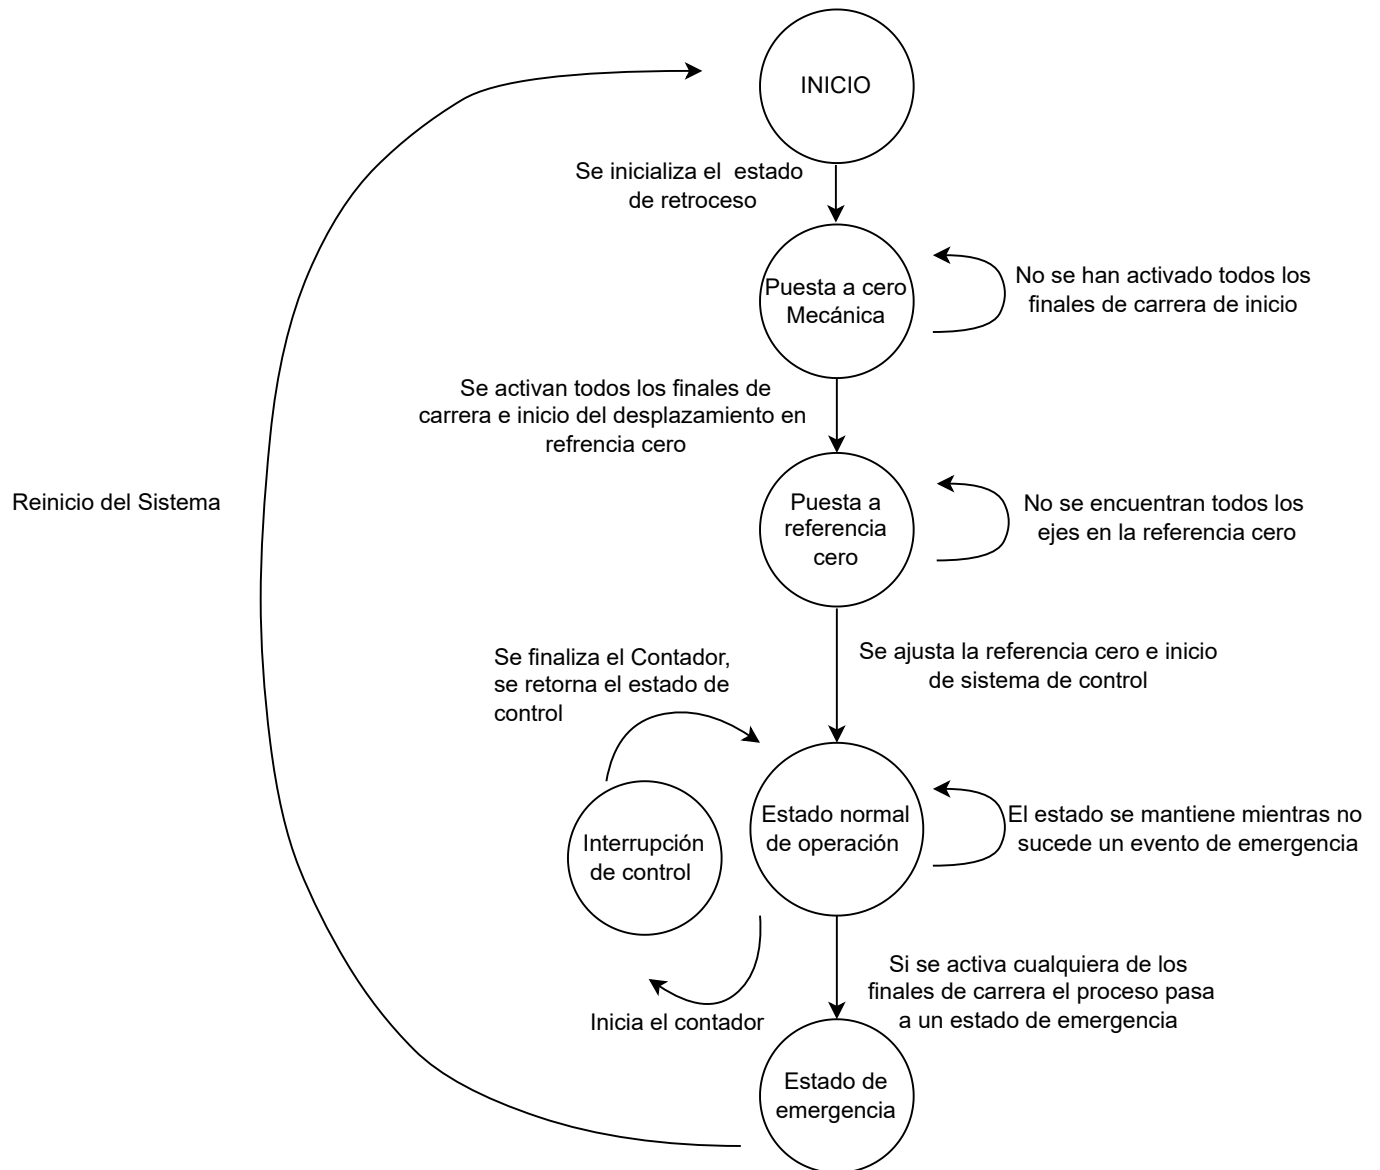 INICIO
Se inicializa el  estado
de retroceso
Puesta a cero
Mecánica
No se han activado todos los
finales de carrera de inicio
Se activan todos los finales de
carrera e inicio del desplazamiento en
refrencia cero
Reinicio del Sistema
Puesta a
referencia
cero
No se encuentran todos los
ejes en la referencia cero
Se ajusta la referencia cero e inicio
de sistema de control
Se finaliza el Contador,
se retorna el estado de
control
Interrupción
de control
Estado normal
de operación
El estado se mantiene mientras no
sucede un evento de emergencia
Inicia el contador
Si se activa cualquiera de los
finales de carrera el proceso pasa
a un estado de emergencia
Estado de
emergencia